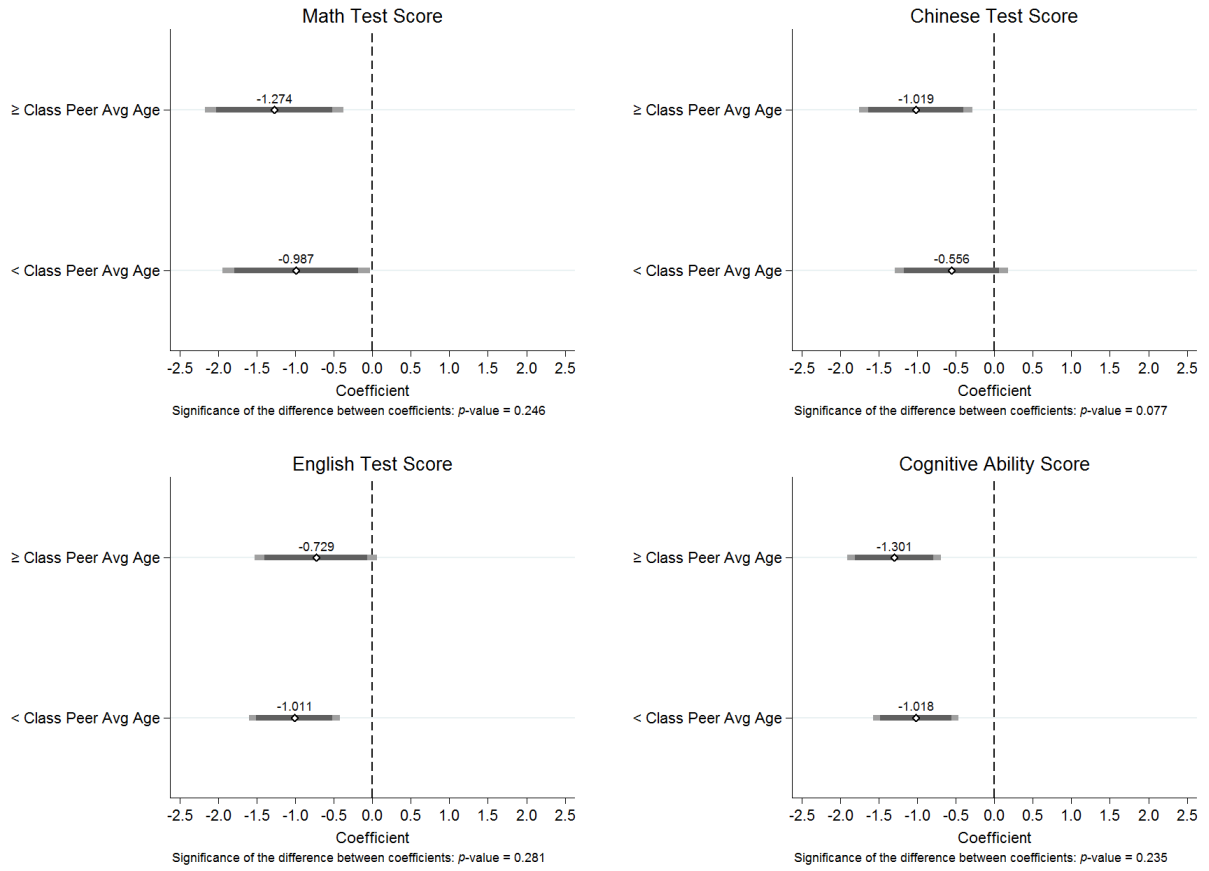 Math Test Score
≥ Class Peer Avg Age
-1.274
< Class Peer Avg Age
-0.987
-2.5 -2.0 -1.5 -1.0 -0.5 0.0 0.5 1.0 1.5 2.0 2.5
Coefficient
Significance of the difference between coefficients: p-value = 0.246
Chinese Test Score
≥ Class Peer Avg Age
-1.019
< Class Peer Avg Age
-0.556
-2.5 -2.0 -1.5 -1.0 -0.5 0.0 0.5 1.0 1.5 2.0 2.5
Coefficient
Significance of the difference between coefficients: p-value = 0.077
English Test Score
≥ Class Peer Avg Age
-0.729
< Class Peer Avg Age
-1.011
-2.5 -2.0 -1.5 -1.0 -0.5 0.0 0.5 1.0 1.5 2.0 2.5
Coefficient
Significance of the difference between coefficients: p-value = 0.281
Cognitive Ability Score
≥ Class Peer Avg Age
-1.301
< Class Peer Avg Age
-1.018
-2.5 -2.0 -1.5 -1.0 -0.5 0.0 0.5 1.0 1.5 2.0 2.5
Coefficient
Significance of the difference between coefficients: p-value = 0.235